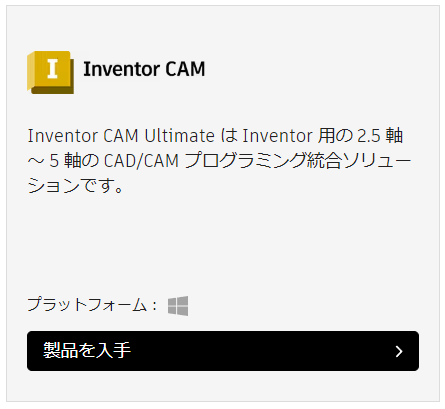 I
Inventor CAM
Inventor CAM Ultimate は Inventor 用の 2.5 軸
～ 5 軸の CAD/CAM プログラミング統合ソリュー
ションです。
プラットフォーム：
製品を入手